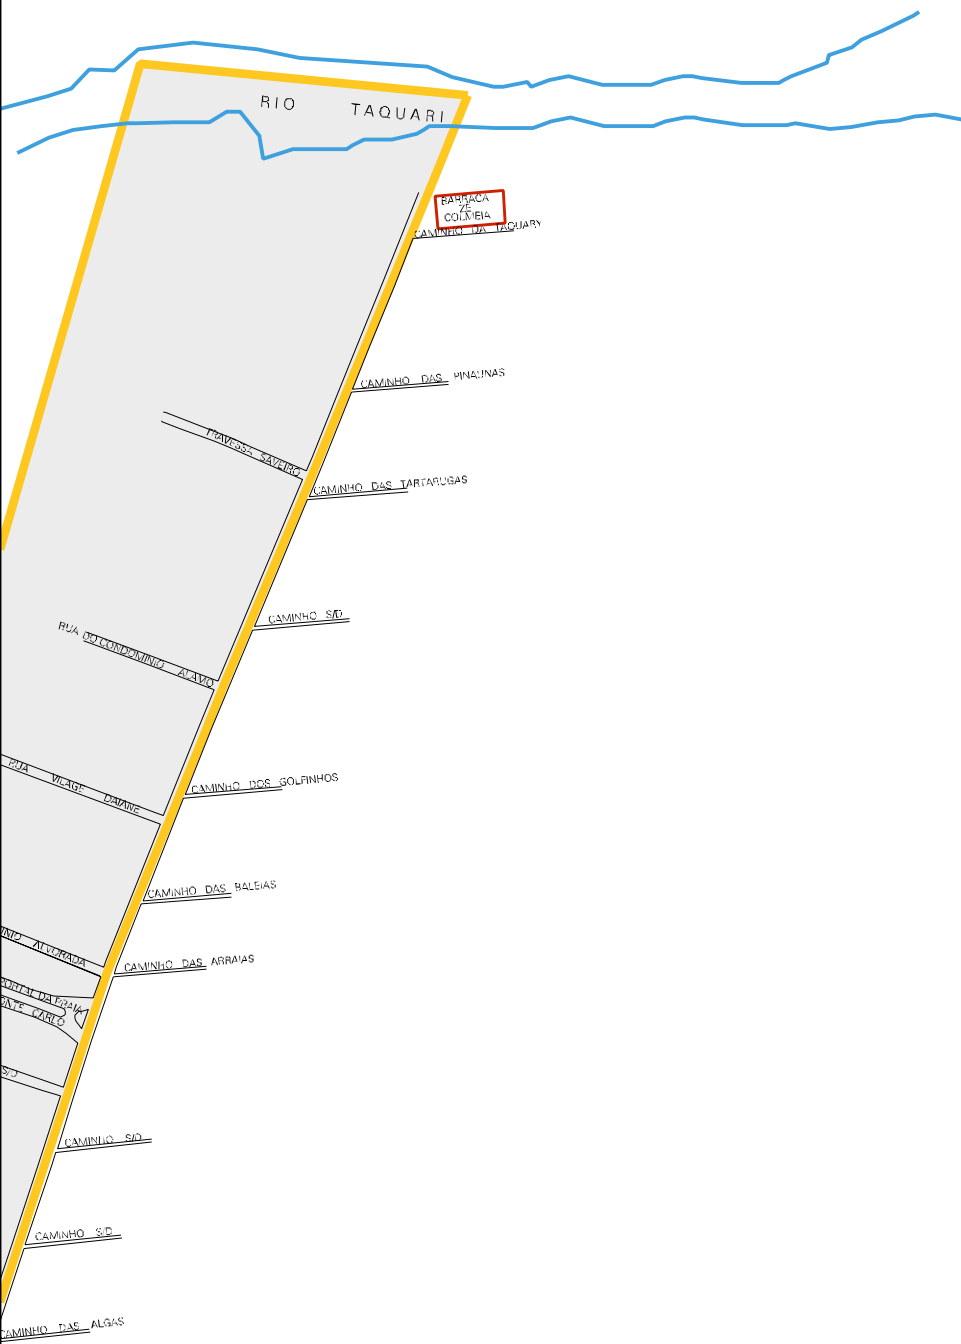 RIO TAQUARI
BARRACA
ZÉ
COLMEIA
CAMINHO DA TAQUARY
CAMINHO DAS PINAUNAS
TRAVESSA SAVEIRO
CAMINHO DAS TARTARUGAS
CAMINHO S/D
RUA DO CONDOMINIO ALAMO
RUA VILAGE DAIANE
CAMINHO DOS GOLFINHOS
CAMINHO DAS BALEIAS
ALVORADA
CAMINHO DAS ARRAIAS
PORTAL DA PRAIA
CARLO
S/D
CAMINHO S/D
CAMINHO S/D
CAMINHO DAS ALGAS